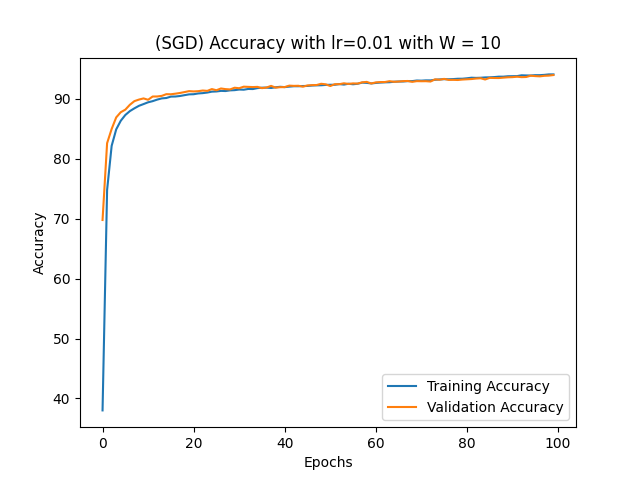 (SGD) Accuracy with lr=0.01 with W = 10
90
80
70
60
50
40
Accuracy
0 20 40 60 80 100
Epochs
Training Accuracy
Validation Accuracy